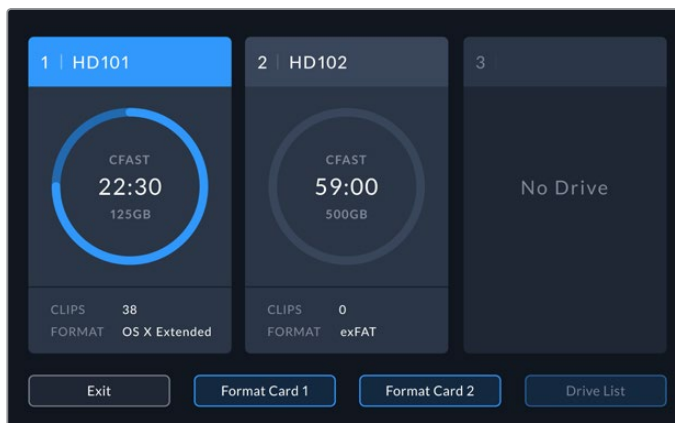 1 | HD101
CFAST
22:30
125GB
CLIPS 38
FORMAT OS X Extended
2 | HD102
CFAST
59:00
500GB
CLIPS 0
FORMAT exFAT
3 |
No Drive
Exit
Format Card 1
Format Card 2
Drive List